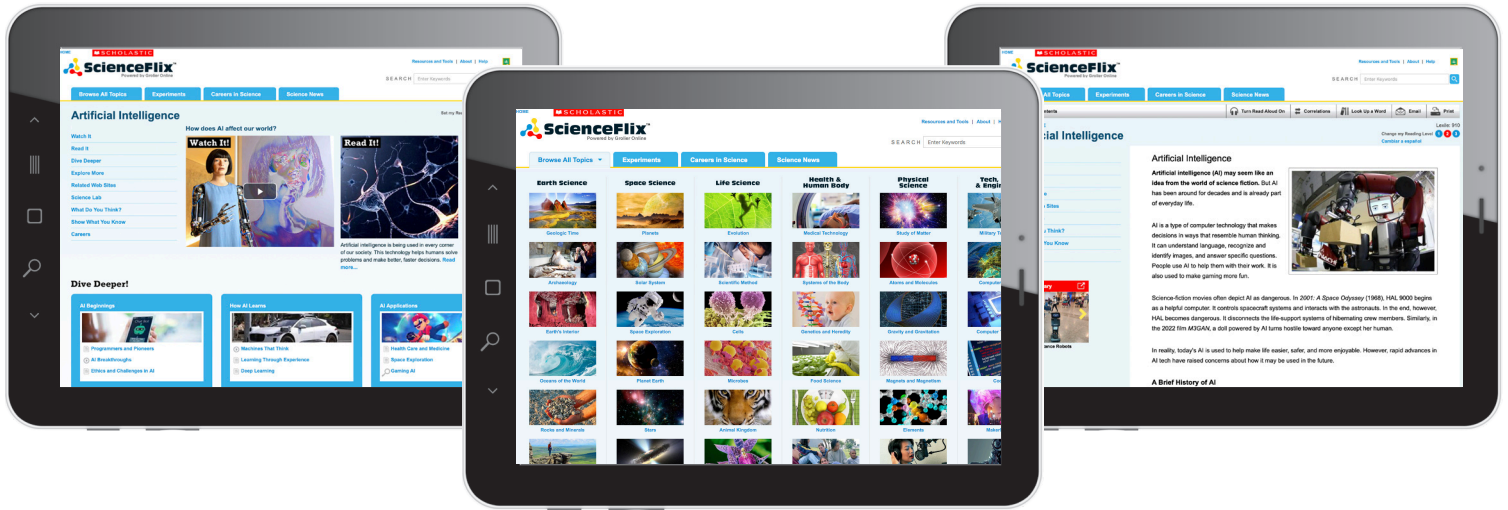 HOME
SCHOLASTIC
ScienceFlix™
Powered by Grolier Online
Resources and Tools | About | Help
SEARCH Enter Keywords
Browse All Topics Experiments Careers in Science Science News
Artificial Intelligence
Set my
Watch It
Read It
Dive Deeper
Explore More
Related Web Sites
Science Lab
What Do You Think?
Show What You Know
Careers
How does AI affect our world?
Watch It!
Read It!
Artificial intelligence is being used in every corner
of our society. This technology helps humans solve
problems and make better, faster decisions. Read
more...
Dive Deeper!
AI Beginnings
Programmers and Pioneers
AI Breakthroughs
Ethics and Challenges in AI
How AI Learns
Machines That Think
Learning Through Experience
Deep Learning
AI Applications
Health Care and Medicine
Space Exploration
Gaming AI
HOME
SCHOLASTIC
ScienceFlix™
Powered by Grolier Online
Resources and Tools | About |
SEARCH Enter Keywords
Browse All Topics Experiments Careers in Science Science News
Earth Science Space Science Life Science Health & Human Body Physical Science Tech,
Geologic Time Planets Evolution Medical Technology Study of Matter Military
Archaeology Solar System Scientific Method Systems of the Body Atoms and Molecules
Earth's Interior Space Exploration Cells Genetics and Heredity Gravity and Gravitation Computer
Oceans of the World Planet Earth Microbes Food Science Magnets and Magnetism
Rocks and Minerals Stars Animal Kingdom Nutrition Elements
HOME
SCHOLASTIC
ScienceFlix™
Powered by Grolier Online
Resources and Tools | About | Help
SEARCH Enter Keywords
All Topics Experiments Careers in Science Science News
Turn Read Aloud On Correlations Look Up a Word Email Print
Lexile: 910
Change my Reading Level 1 2 3
Cambiar a español
cial Intelligence
Sites
Think?
You Know
Robots
Artificial Intelligence
Artificial intelligence (AI) may seem like an
idea from the world of science fiction. But AI
has been around for decades and is already part
of everyday life.
AI is a type of computer technology that makes
decisions in ways that resemble human thinking.
It can understand language, recognize and
identify images, and answer specific questions.
People use AI to help them with their work. It is
also used to make gaming more fun.
Science-fiction movies often depict AI as dangerous. In 2001: A Space Odyssey (1968), HAL 9000 begins
as a helpful computer. It controls spacecraft systems and interacts with the astronauts. In the end, however,
HAL becomes dangerous. It disconnects the life-support systems of hibernating crew members. Similarly, in
the 2022 film M3GAN, a doll powered by AI turns hostile toward anyone except her human.
In reality, today's AI is used to help make life easier, safer, and more enjoyable. However, rapid advances in
AI tech have raised concerns about how it may be used in the future.
A Brief History of AI